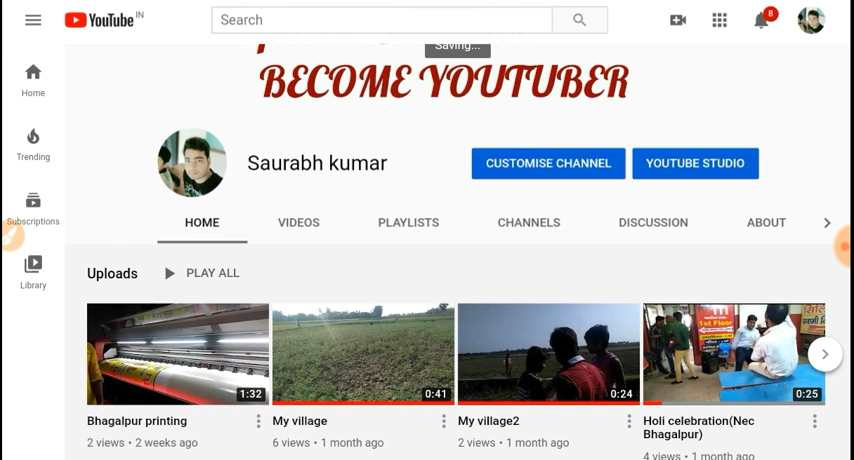 YouTube IN
Search
8
Saving...
BECOME YOUTUBER
Home
Trending
Subscriptions
Library
Saurabh kumar
CUSTOMISE CHANNEL
YOUTUBE STUDIO
HOME VIDEOS PLAYLISTS CHANNELS DISCUSSION ABOUT
Uploads PLAY ALL
1st Floor
1:32
0:41
0:24
0:25
Bhagalpur printing
2 views • 2 weeks ago
My village
6 views • 1 month ago
My village2
2 views • 1 month ago
Holi celebration(Nec
Bhagalpur)
4 views • 1 month ago